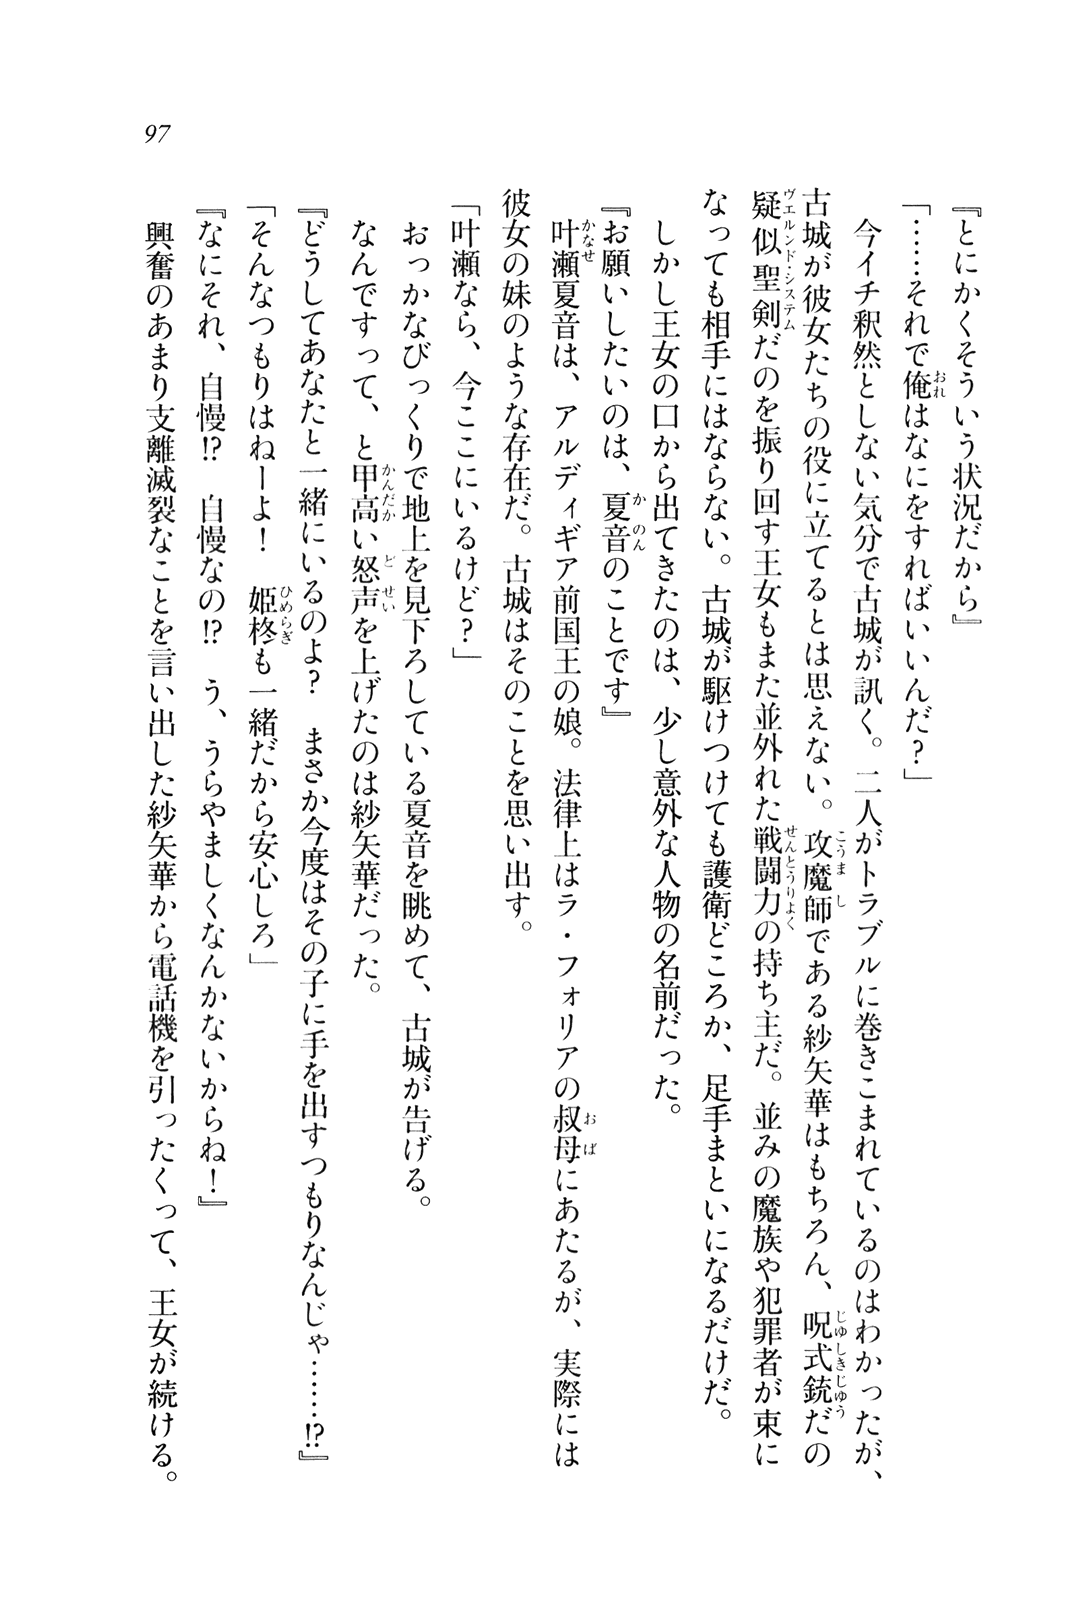 97
『とにかくそういう状況だから』
「……それで俺はなにをすればいいんだ？」
今イチ釈然としない気分で古城が訊く。二人がトラブルに巻きこまれているのはわかったが、
古城が彼女たちの役に立てるとは思えない。攻魔師である紗矢華はもちろん、呪式銃だの
疑似聖剣だのを振り回す王女もまた並外れた戦闘力の持ち主だ。並みの魔族や犯罪者が束に
なっても相手にはならない。古城が駆けつけても護衛どころか、足手まといになるだけだ。
しかし王女の口から出てきたのは、少し意外な人物の名前だった。
『お願いしたいのは、夏音のことです』
叶瀬夏音は、アルディギア前国王の娘。法律上はラ・フォリアの叔母にあたるが、実際には
彼女の妹のような存在だ。古城はそのことを思い出す。
「叶瀬なら、今ここにいるけど？」
おっかなびっくりで地上を見下ろしている夏音を眺めて、古城が告げる。
なんですって、と甲高い怒声を上げたのは紗矢華だった。
『どうしてあなたと一緒にいるのよ？　まさか今度はその子に手を出すつもりなんじゃ……!?』
「そんなつもりはねーよ！　姫柊も一緒だから安心しろ」
『なにそれ、自慢!?　自慢なの!?　う、うらやましくなんかないからね！』
興奮のあまり支離滅裂なことを言い出した紗矢華から電話機を引ったくって、王女が続ける。